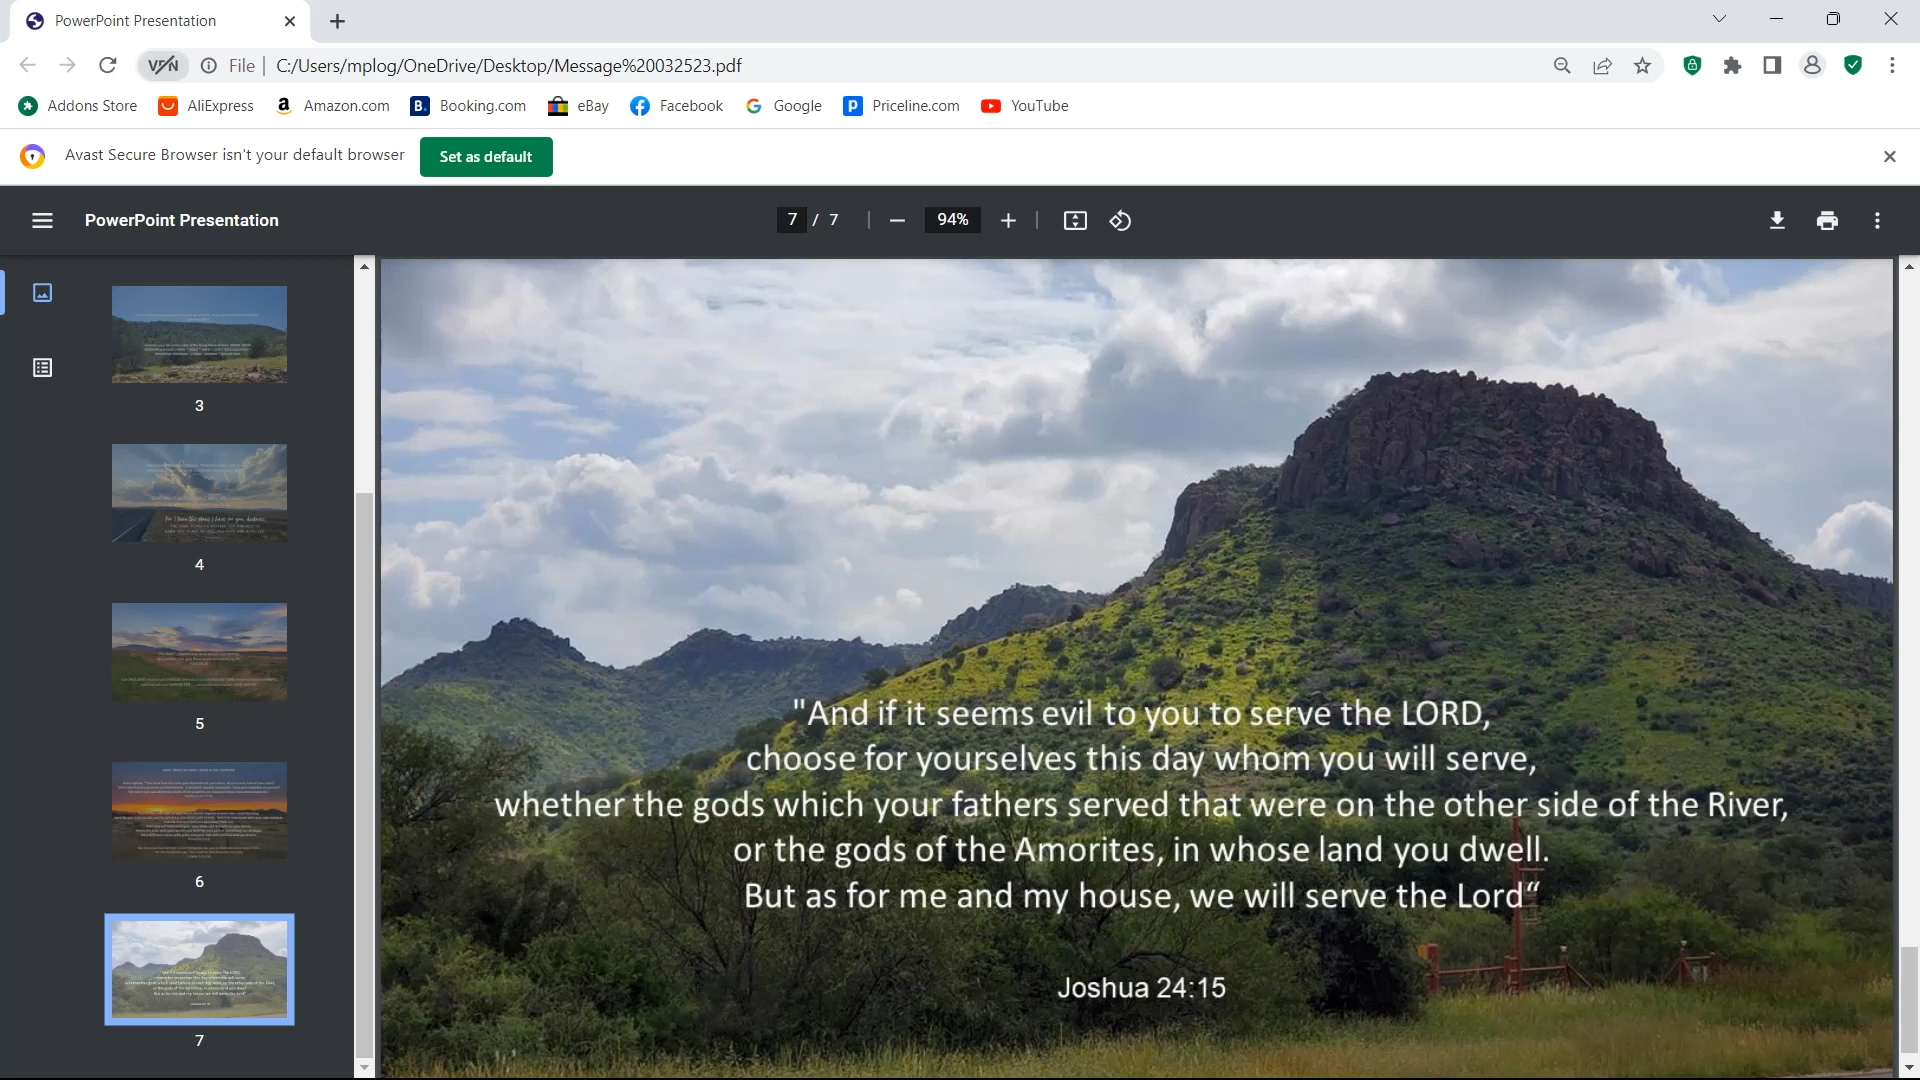 PowerPoint Presentation
VPN
File
C:/Users/mplog/OneDrive/Desktop/Message%20032523.pdf
Addons Store
AliExpress
Amazon.com
Booking.com
eBay
Facebook
Google
Priceline.com
YouTube
Avast Secure Browser isn't your default browser
Set as default
PowerPoint Presentation
7 / 7
94%
3
4
5
6
7
"And if it seems evil to you to serve the LORD,
choose for yourselves this day whom you will serve,
whether the gods which your fathers served that were on the other side of the River,
or the gods of the Amorites, in whose land you dwell.
But as for me and my house, we will serve the Lord“
Joshua 24:15